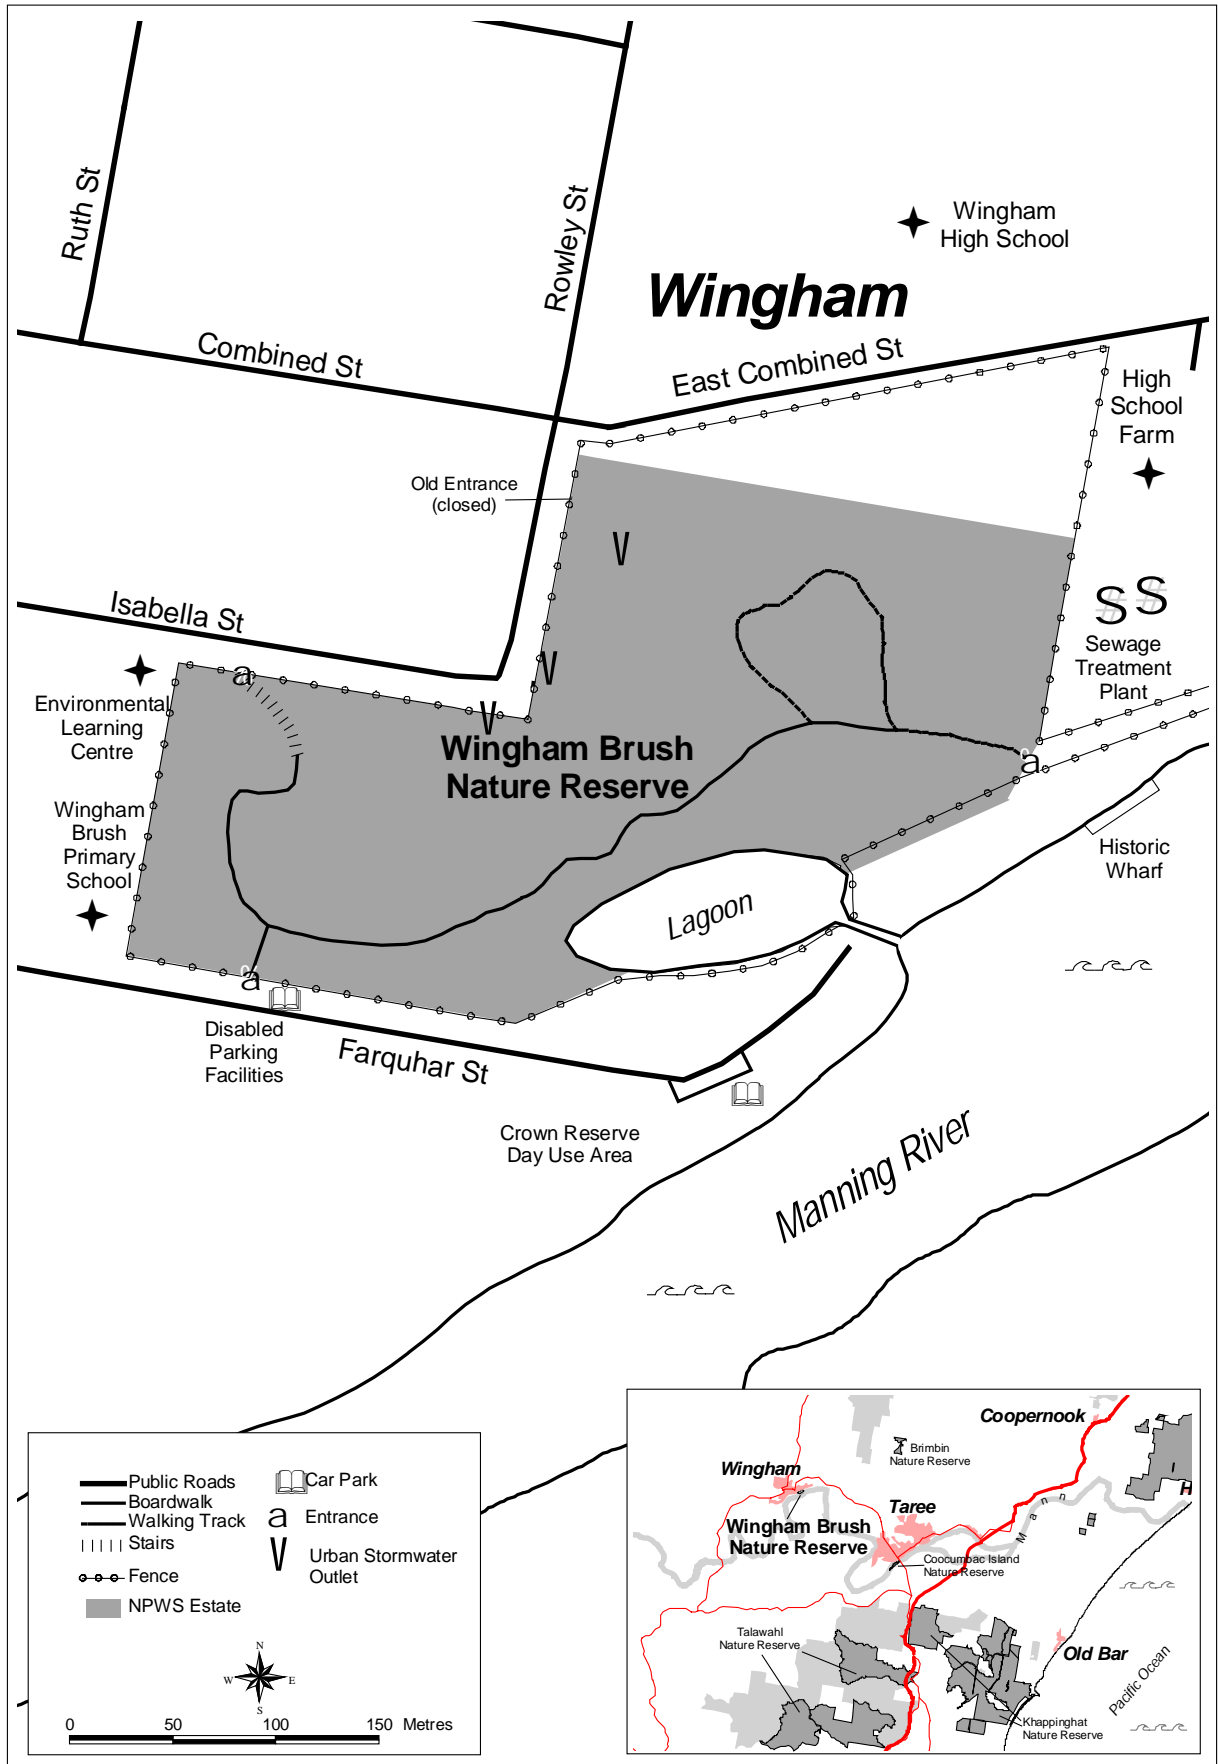 Ruth St
Rowley St
Wingham
High School
Wingham
Combined St
East Combined St
High
School
Farm
Old Entrance
(closed)
Isabella St
a
S S
Sewage
Treatment
Plant
Environmental
Learning
Centre
Wingham Brush
Nature Reserve
a
Wingham
Brush
Primary
School
Historic
Wharf
Lagoon
a
Disabled
Parking
Facilities
Farquhar St
Crown Reserve
Day Use Area
Manning River
Public Roads
Boardwalk
Walking Track
Stairs
Fence
NPWS Estate
Car Park
a Entrance
Urban Stormwater
Outlet
N
W E
S
0 50 100 150 Metres
Coopernook
Brimbin
Nature Reserve
Wingham
Taree
Wingham Brush
Nature Reserve
M a n n
I
H
Coocumbac Island
Nature Reserve
Talawahl
Nature Reserve
Old Bar
Pacific Ocean
Khappinghat
Nature Reserve